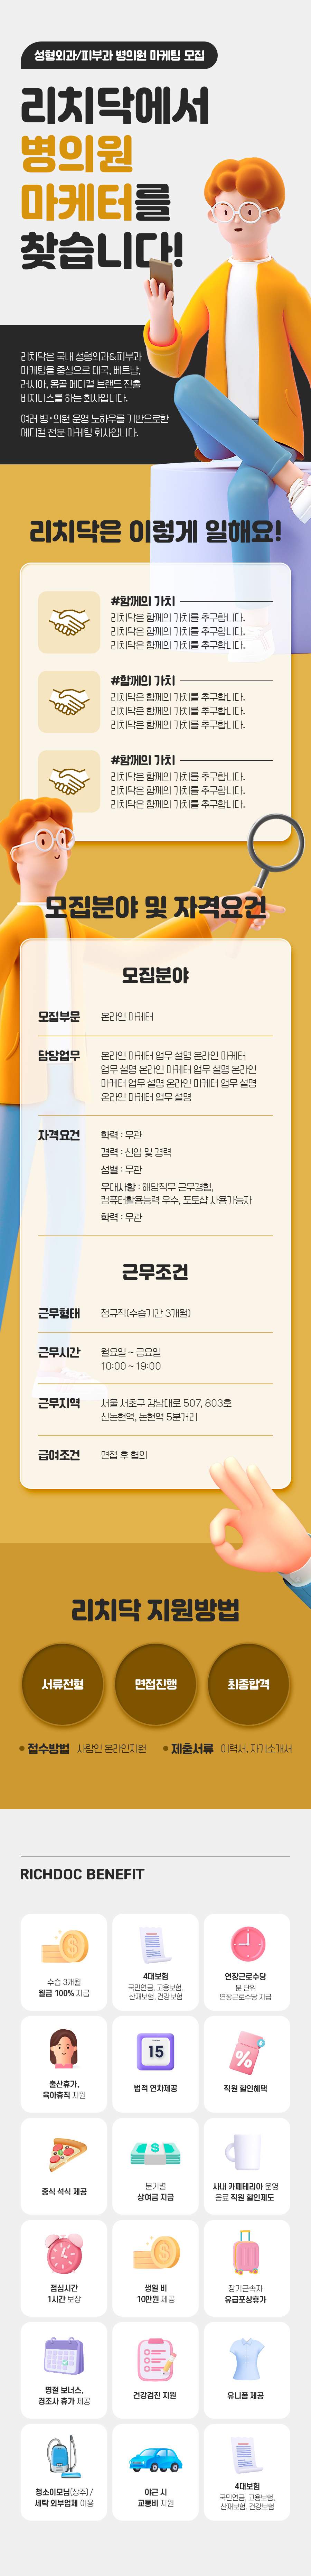 성형외과/피부과 병의원 마케팅 모집
리치닥에서
병의원
마케터를
찾습니다!
리치닥은 국내 성형외과&피부과
마케팅을 중심으로 태국, 베트남,
러시아, 몽골 메디컬 브랜드 진출
비지니스를 하는 회사입니다.
여러 병·의원 운영 노하우를 기반으로한
메디컬 전문 마케팅 회사입니다.
리치닥은 이렇게 일해요!
#함께의 가치
리치닥은 함께의 가치를 추구합니다.
리치닥은 함께의 가치를 추구합니다.
리치닥은 함께의 가치를 추구합니다.
#함께의 가치
리치닥은 함께의 가치를 추구합니다.
리치닥은 함께의 가치를 추구합니다.
리치닥은 함께의 가치를 추구합니다.
#함께의 가치
리치닥은 함께의 가치를 추구합니다.
리치닥은 함께의 가치를 추구합니다.
리치닥은 함께의 가치를 추구합니다.
모집분야 및 자격요건
모집분야
모집부문 온라인 마케터
담당업무 온라인 마케터 업무 설명 온라인 마케터
업무 설명 온라인 마케터 업무 설명 온라인
마케터 업무 설명 온라인 마케터 업무 설명
온라인 마케터 업무 설명
자격요건 학력 : 무관
경력 : 신입 및 경력
성별 : 무관
우대사항 : 해당직무 근무경험,
컴퓨터활용능력 우수, 포토샵 사용가능자
학력 : 무관
근무조건
근무형태 정규직(수습기간 3개월)
근무시간 월요일 ~ 금요일
10:00 ~ 19:00
근무지역 서울 서초구 강남대로 507, 803호
신논현역, 논현역 5분거리
급여조건 면접 후 협의
리치닥 지원방법
서류전형 면접진행 최종합격
접수방법 사람인 온라인지원 제출서류 이력서, 자기소개서
RICHDOC BENEFIT
수습 3개월
월급 100% 지급
4대보험
국민연금, 고용보험,
산재보험, 건강보험
연장근로수당
분 단위
연장근로수당 지급
출산휴가,
육아휴직 지원
15
법적 연차제공
%
직원 할인혜택
중식 석식 제공
분기별
상여금 지급
사내 카페테리아 운영
음료 직원 할인제도
점심시간
1시간 보장
생일 비
10만원 제공
장기근속자
유급포상휴가
명절 보너스,
경조사 휴가 제공
건강검진 지원
유니폼 제공
청소이모님(상주) /
세탁 외부업체 이용
야근 시
교통비 지원
4대보험
국민연금, 고용보험,
산재보험, 건강보험